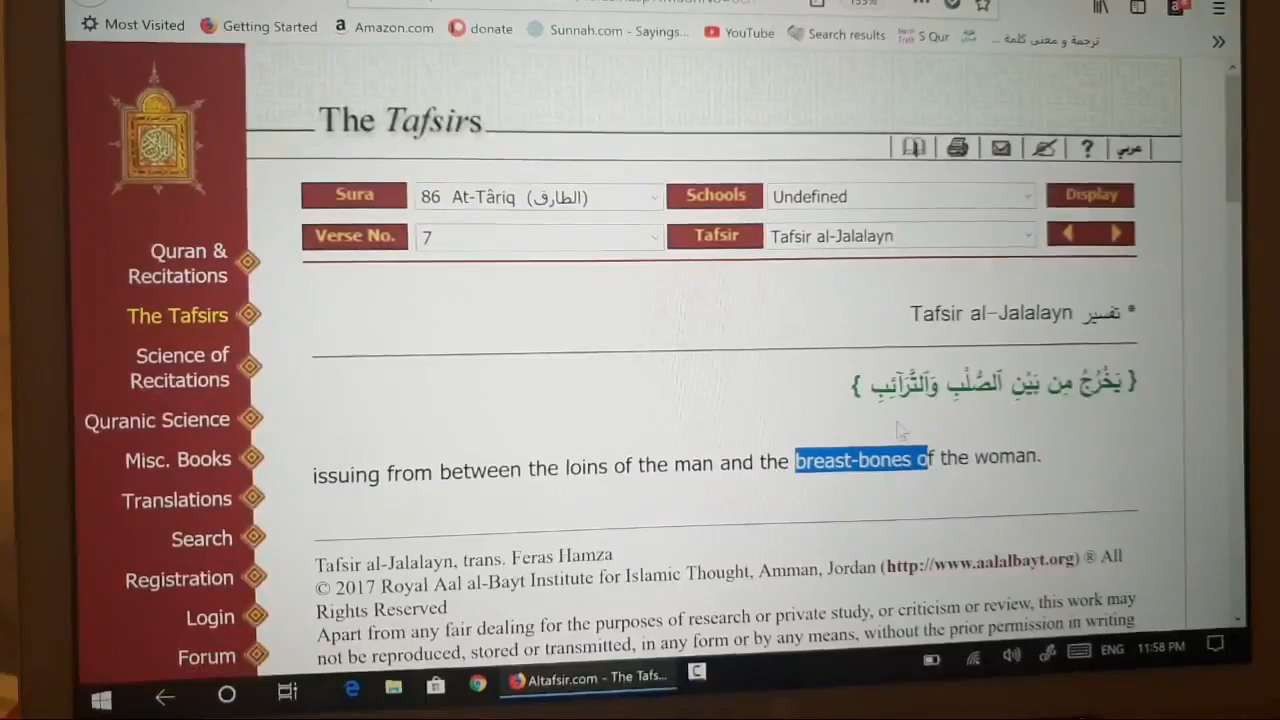 133%
Most Visited Getting Started Amazon.com donate Sunnah.com - Sayings... YouTube Search results S Qur ترجمة و معنى كلمة ...
The Tafsirs
عربي
Sura 86 At-Târiq (الطارق) Schools Undefined Display
Verse No. 7 Tafsir Tafsir al-Jalalayn
Quran &
Recitations
The Tafsirs
Science of
Recitations
Quranic Science
Misc. Books
Translations
Search
Registration
Login
Forum
* تفسير Tafsir al-Jalalayn
{ يَخْرُجُ مِن بَيْنِ ٱلصُّلْبِ وَٱلتَّرَآئِبِ }
issuing from between the loins of the man and the breast-bones of the woman.
Tafsir al-Jalalayn, trans. Feras Hamza
© 2017 Royal Aal al-Bayt Institute for Islamic Thought, Amman, Jordan (http://www.aalalbayt.org) ® All
Rights Reserved
Apart from any fair dealing for the purposes of research or private study, or criticism or review, this work may
not be reproduced, stored or transmitted, in any form or by any means, without the prior permission in writing
Altafsir.com - The Tafs...
ENG 11:58 PM